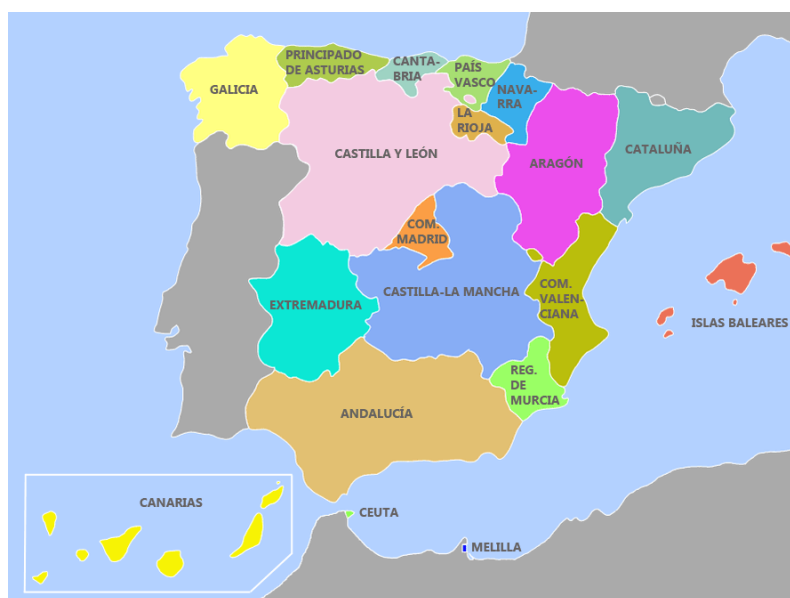 PRINCIPADO
DE ASTURIAS
CANTA-
BRIA
PAÍS
VASCO
GALICIA
NAVA-
RRA
LA
RIOJA
CASTILLA Y LEÓN
ARAGÓN
CATALUÑA
COM.
MADRID
EXTREMADURA
CASTILLA-LA MANCHA
COM.
VALEN-
CIANA
ISLAS BALEARES
REG.
DE
MURCIA
ANDALUCÍA
CANARIAS
CEUTA
MELILLA